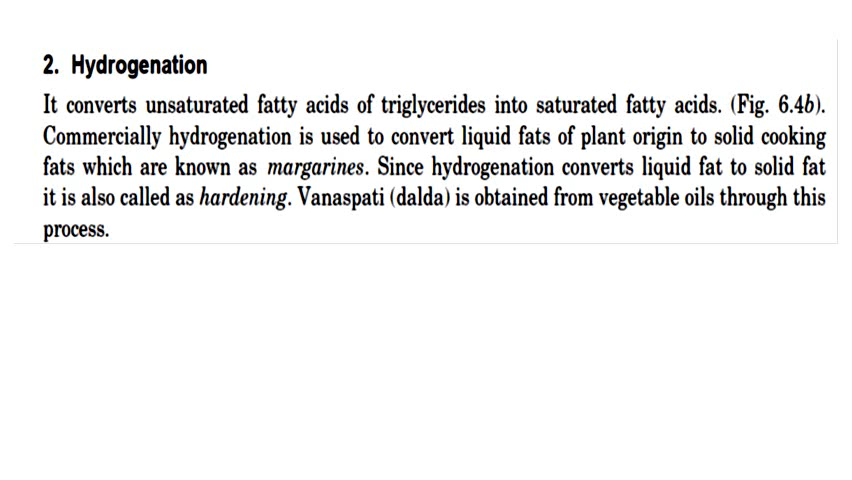 2. Hydrogenation
It converts unsaturated fatty acids of triglycerides into saturated fatty acids. (Fig. 6.4b).
Commercially hydrogenation is used to convert liquid fats of plant origin to solid cooking
fats which are known as margarines. Since hydrogenation converts liquid fat to solid fat
it is also called as hardening. Vanaspati (dalda) is obtained from vegetable oils through this
process.